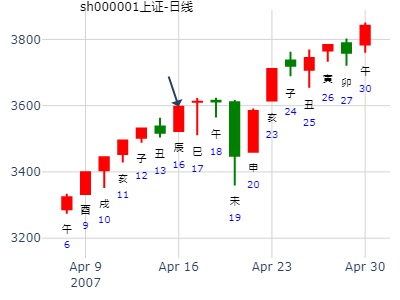 sh000001上证-日线
3800
3600
3400
3200
午
6
酉
9
戌
10
亥
11
子
12
丑
13
辰
16
巳
17
午
18
未
19
申
20
亥
23
子
24
丑
25
寅
26
卯
27
午
30
Apr 9
2007
Apr 16
Apr 23
Apr 30